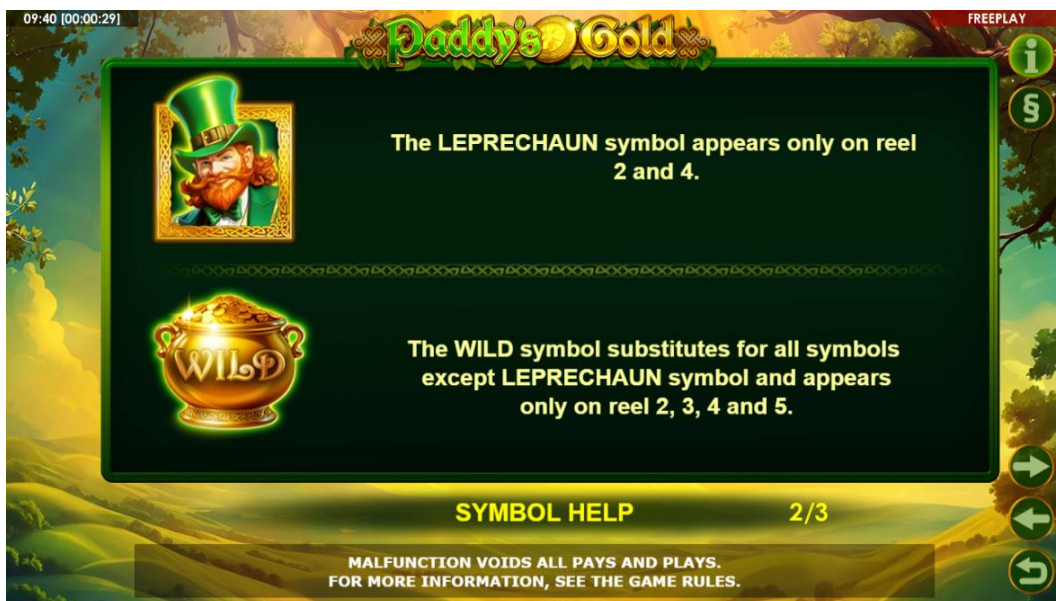 09:40 [00:00:29]
FREEPLAY
Paddy's Gold
The LEPRECHAUN symbol appears only on reel
2 and 4.
WILD
The WILD symbol substitutes for all symbols
except LEPRECHAUN symbol and appears
only on reel 2, 3, 4 and 5.
SYMBOL HELP 2/3
MALFUNCTION VOIDS ALL PAYS AND PLAYS.
FOR MORE INFORMATION, SEE THE GAME RULES.
i
§